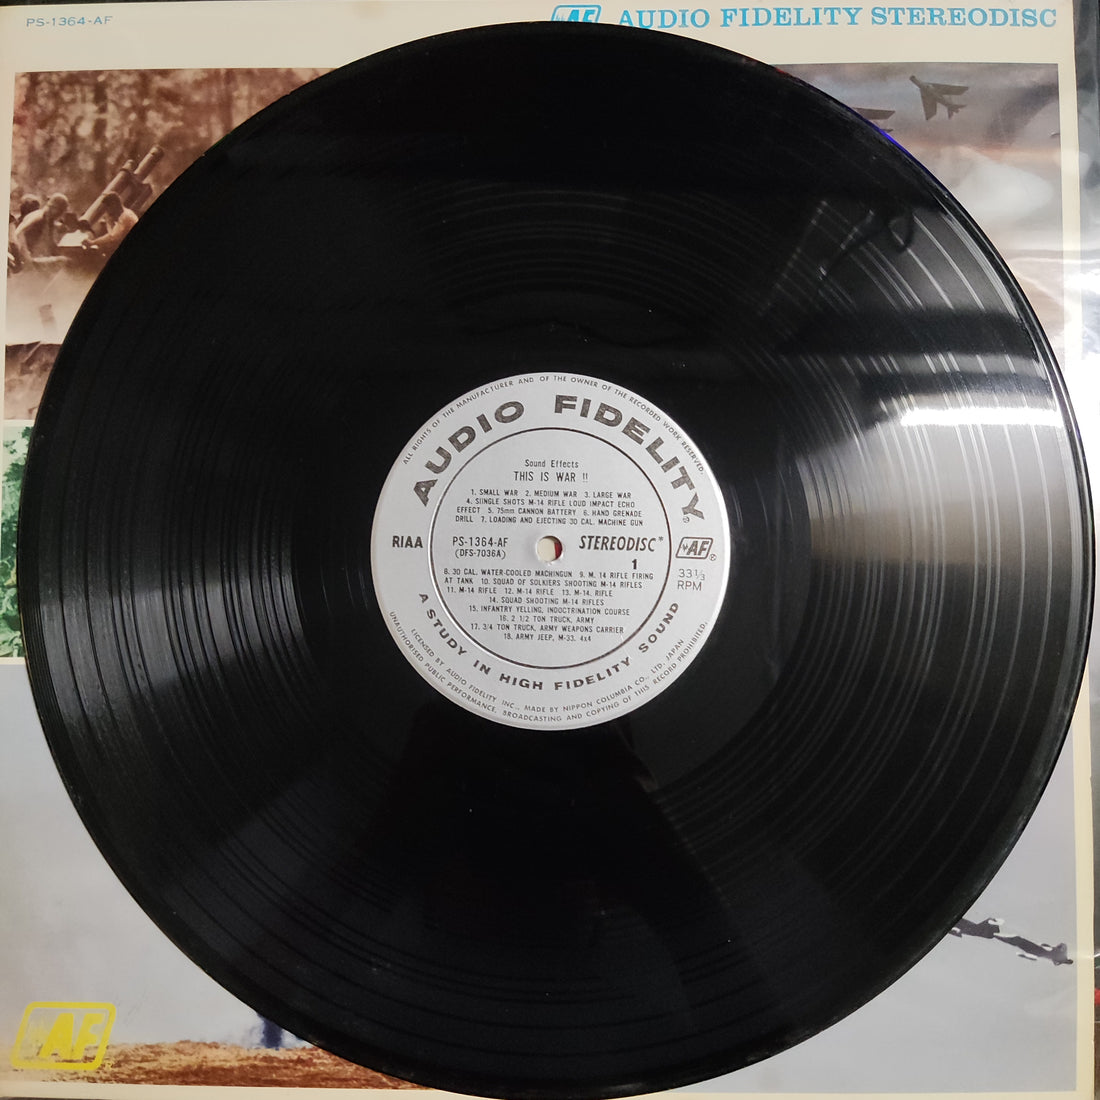 PS-1364-AF
AF AUDIO FIDELITY STEREODISC
ALL RIGHTS OF THE MANUFACTURER AND OF THE OWNER OF THE RECORDED WORK RESERVED.
AUDIO FIDELITY®
Sound Effects
THIS IS WAR !!
1. SMALL WAR 2. MEDIUM WAR 3. LARGE WAR
4. SIINGLE SHOTS M-14 RIFLE LOUD IMPACT ECHO
EFFECT 5. 75mm CANNON BATTERY 6. HAND GRENADE
DRILL 7. LOADING AND EJECTING 30 CAL. MACHINE GUN
RIAA PS-1364-AF STEREODISC* AF®
(DFS-7036A) 1
33 1/3
RPM
8. 30 CAL. WATER-COOLED MACHINGUN 9. M. 14 RIFLE FIRING
AT TANK 10. SQUAD OF SOLKIERS SHOOTING M-14 RIFLES
11. M-14 RIFLE 12. M-14 RIFLE 13. M-14. RIFLE
14. SQUAD SHOOTING M-14 RIFLES
15. INFANTRY YELLING, INDOCTRINATION COURSE
16. 2 1/2 TON TRUCK, ARMY
17. 3/4 TON TRUCK, ARMY WEAPONS CARRIER
18. ARMY JEEP, M-33. 4x4
A STUDY IN HIGH FIDELITY SOUND
LICENSED BY AUDIO FIDELITY INC., MADE BY NIPPON COLUMBIA CO., LTD. JAPAN
UNAUTHORISED PUBLIC PERFORMANCE, BROADCASTING AND COPYING OF THIS RECORD PROHIBITED.
AF